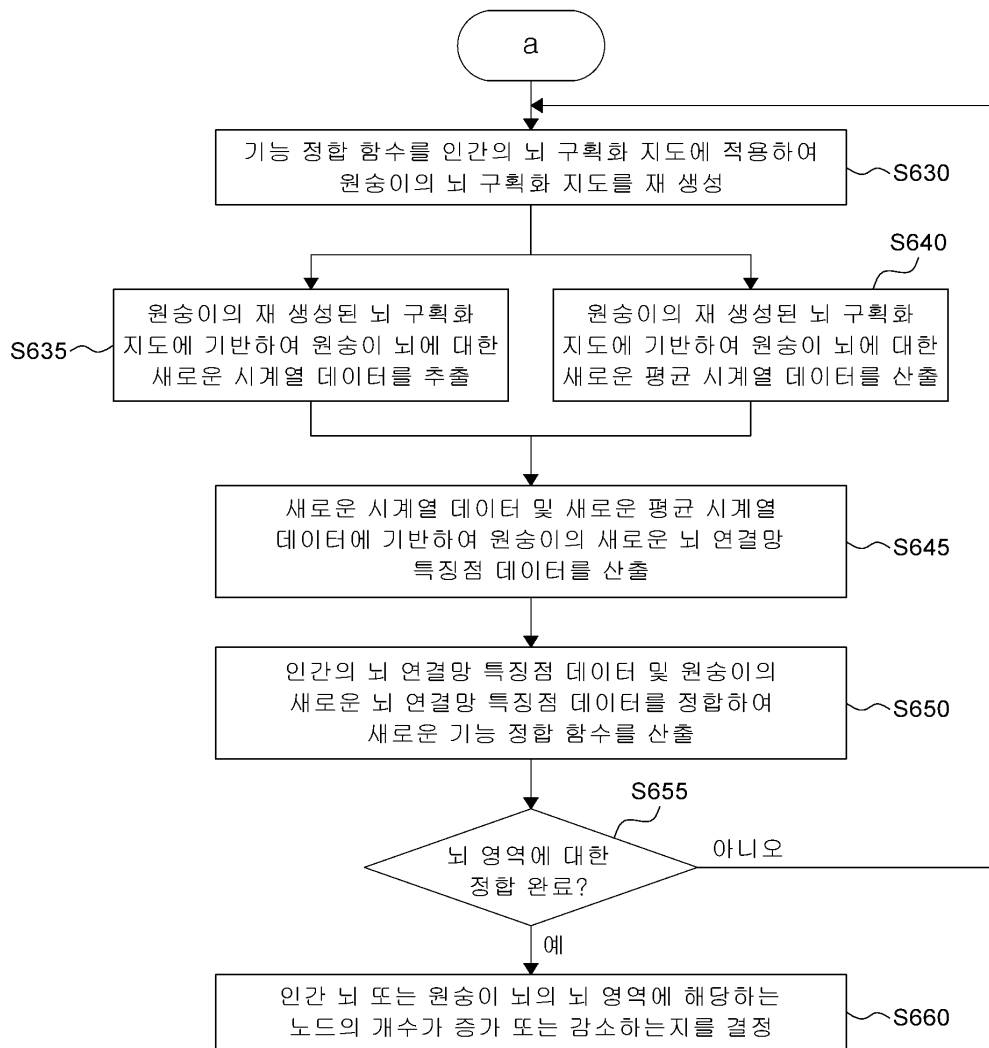 a
기능 정합 함수를 인간의 뇌 구획화 지도에 적용하여
원숭이의 뇌 구획화 지도를 재 생성
S630
S640
원숭이의 재 생성된 뇌 구획화
지도에 기반하여 원숭이 뇌에 대한
새로운 시계열 데이터를 추출
S635
원숭이의 재 생성된 뇌 구획화
지도에 기반하여 원숭이 뇌에 대한
새로운 평균 시계열 데이터를 산출
새로운 시계열 데이터 및 새로운 평균 시계열
데이터에 기반하여 원숭이의 새로운 뇌 연결망
특징점 데이터를 산출
S645
인간의 뇌 연결망 특징점 데이터 및 원숭이의
새로운 뇌 연결망 특징점 데이터를 정합하여
새로운 기능 정합 함수를 산출
S650
S655
뇌 영역에 대한
정합 완료?
아니오
예
인간 뇌 또는 원숭이 뇌의 뇌 영역에 해당하는
노드의 개수가 증가 또는 감소하는지를 결정
S660